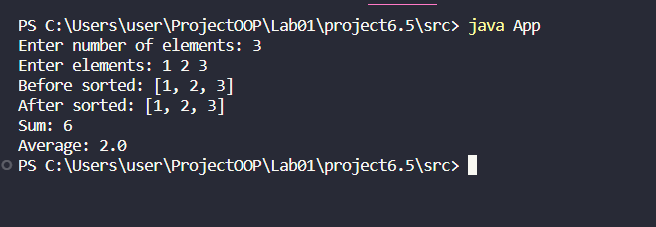 PS C:\Users\user\ProjectOOP\Lab01\project6.5\src> java App
Enter number of elements: 3
Enter elements: 1 2 3
Before sorted: [1, 2, 3]
After sorted: [1, 2, 3]
Sum: 6
Average: 2.0
PS C:\Users\user\ProjectOOP\Lab01\project6.5\src>